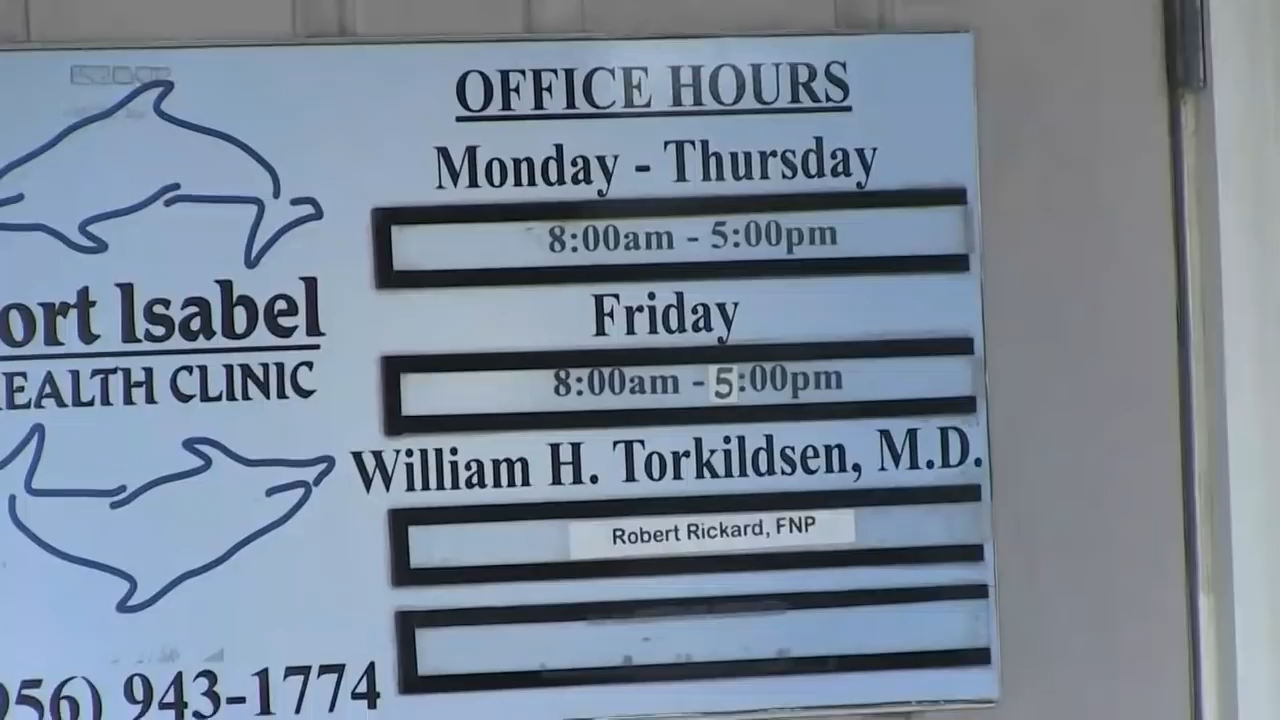 OFFICE HOURS
Monday - Thursday
8:00am - 5:00pm
Friday
8:00am - 5:00pm
William H. Torkildsen, M.D.
Robert Rickard, FNP
ort Isabel
EALTH CLINIC
956) 943-1774